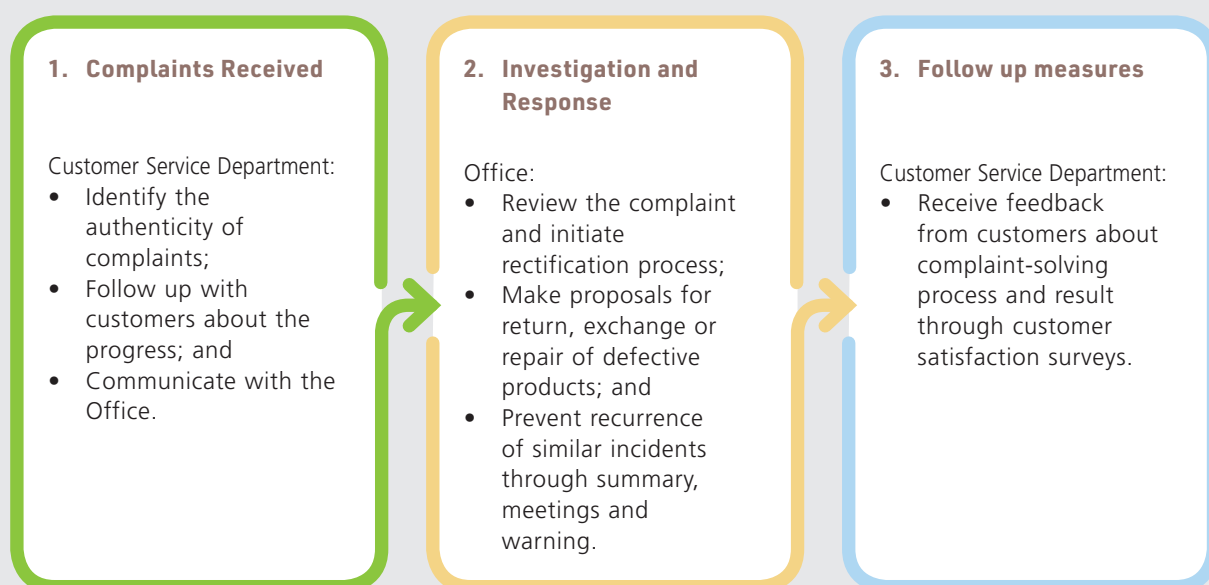 1. Complaints Received
Customer Service Department:
• Identify the
authenticity of
complaints;
• Follow up with
customers about the
progress; and
• Communicate with the
Office.
2. Investigation and
Response
Office:
• Review the complaint
and initiate
rectification process;
• Make proposals for
return, exchange or
repair of defective
products; and
• Prevent recurrence
of similar incidents
through summary,
meetings and
warning.
3. Follow up measures
Customer Service Department:
• Receive feedback
from customers about
complaint-solving
process and result
through customer
satisfaction surveys.